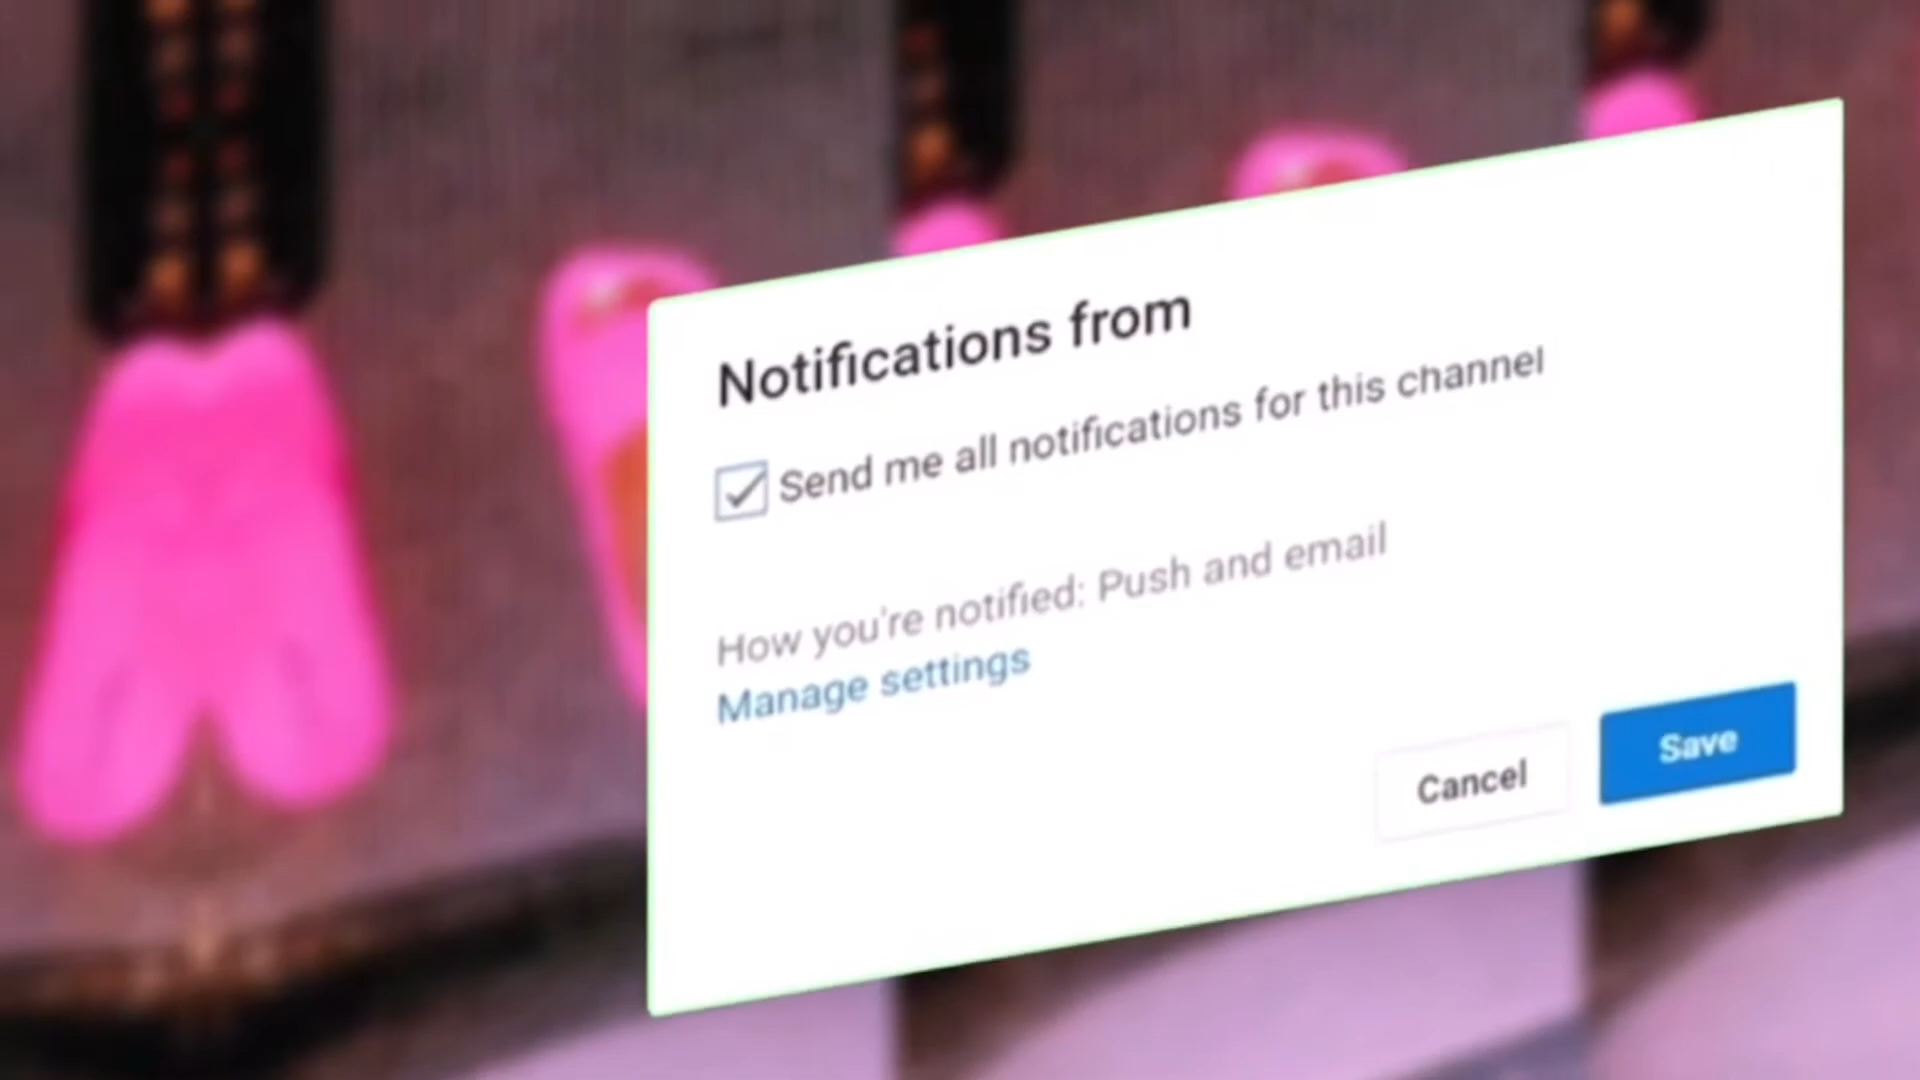 Notifications from
Send me all notifications for this channel
How you're notified: Push and email
Manage settings
Cancel
Save